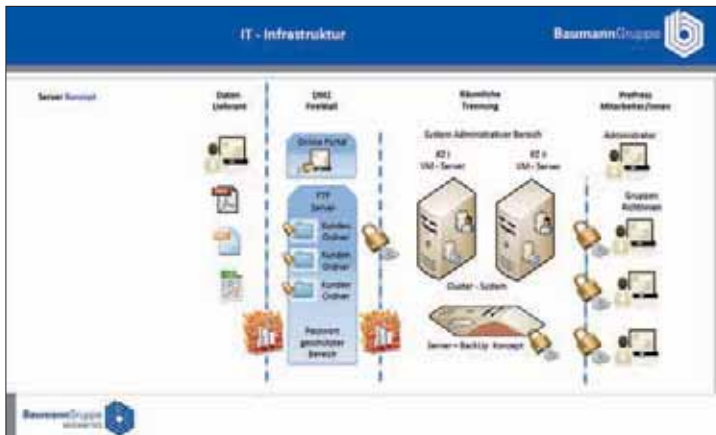 IT - Infrastruktur
BaumannGruppe
Server Konzept
Daten
Lieferant
DMZ
FireWall
Räumliche
Trennung
PrePress
Mitarbeiter/innen
Online Portal
FTP
Server
Kunden
Ordner
Kunden
Ordner
Kunden
Ordner
Passwort
geschützter
Bereich
System Administrativer Bereich
VM - Server
VM - Server
Cluster - System
Server - BackUp Konzept
Administrator
Gruppen
Richtlinien
BaumannGruppe